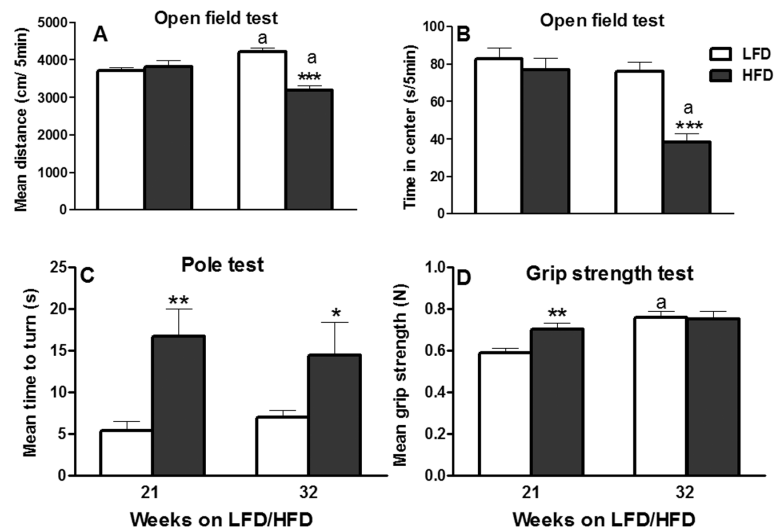 A
Open field test
Mean distance (cm/ 5min)
5000
4000
3000
2000
1000
0
a
a
***
B
Open field test
Time in center (s/5min)
100
80
60
40
20
0
a
***
LFD
HFD
C
Pole test
Mean time to turn (s)
25
20
15
10
5
0
**
*
21
32
Weeks on LFD/HFD
D
Grip strength test
Mean grip strength (N)
1.0
0.8
0.6
0.4
0.2
0.0
**
a
21
32
Weeks on LFD/HFD